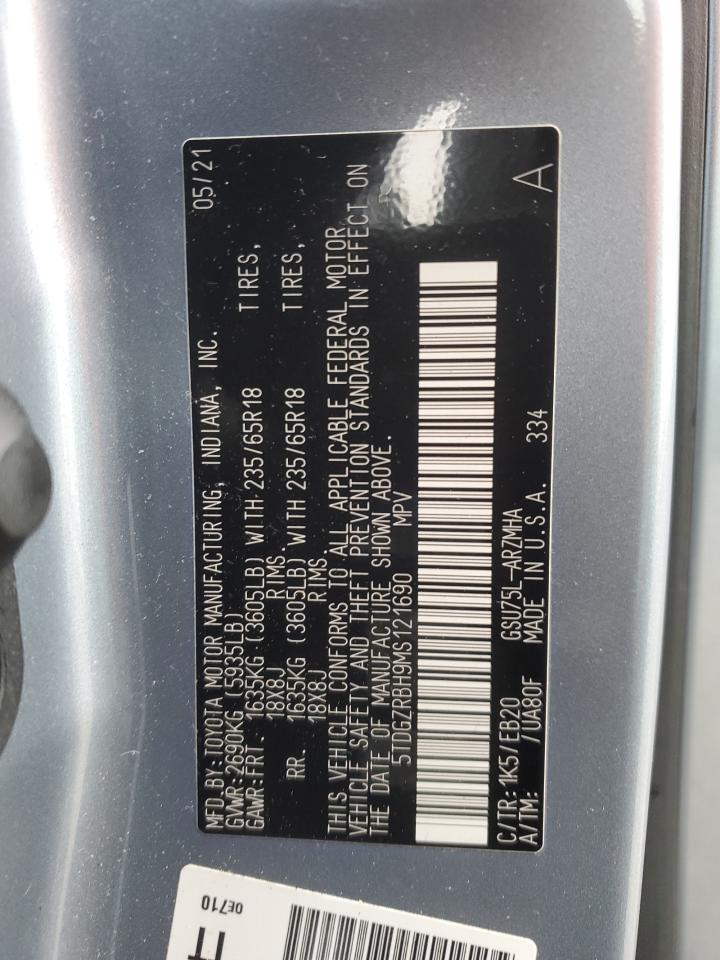 MFD. BY: TOYOTA MOTOR MANUFACTURING, INDIANA, INC. 05/21
GVWR: 2690KG (5935LB)
GAWR: FRT. 1635KG (3605LB) WITH 235/65R18 TIRES,
18X8J RIMS.
RR. 1635KG (3605LB) WITH 235/65R18 TIRES,
18X8J RIMS.
THIS VEHICLE CONFORMS TO ALL APPLICABLE FEDERAL MOTOR
VEHICLE SAFETY AND THEFT PREVENTION STANDARDS IN EFFECT ON
THE DATE OF MANUFACTURE SHOWN ABOVE.
5TDGZRBH9MS121690 MPV
C/TR: 1K5/EB20 GSU75L-ARZMHA
A/TM: /UA80F MADE IN U.S.A. 334 A
0E710